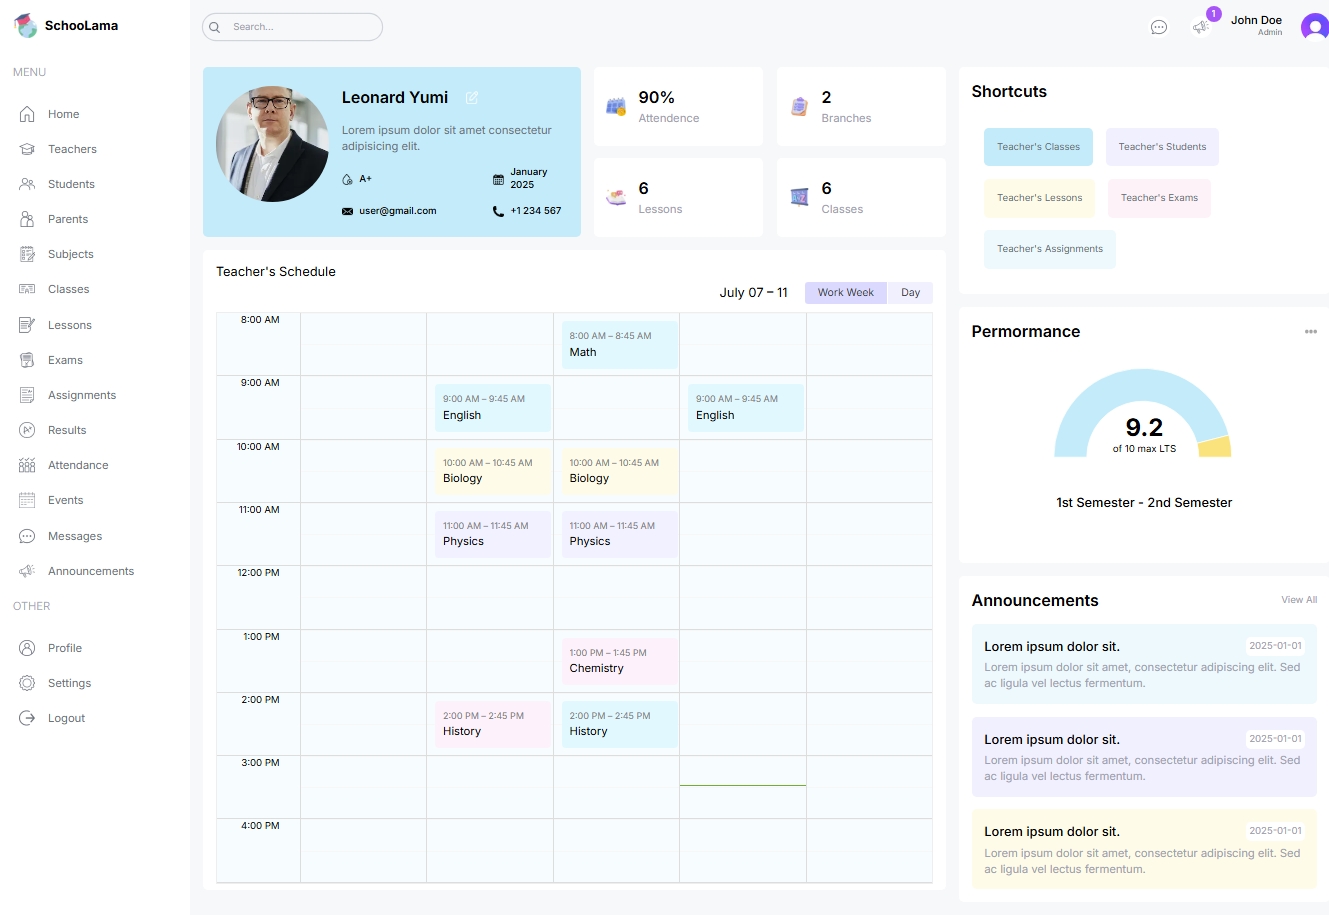 SchooLama
Search...
1
John Doe
Admin
MENU
Home
Teachers
Students
Parents
Subjects
Classes
Lessons
Exams
Assignments
Results
Attendance
Events
Messages
Announcements
OTHER
Profile
Settings
Logout
Leonard Yumi
Lorem ipsum dolor sit amet consectetur
adipisicing elit.
A+
January
2025
user@gmail.com
+1 234 567
90%
Attendence
2
Branches
6
Lessons
6
Classes
Teacher's Schedule
July 07 – 11
Work Week
Day
8:00 AM
8:00 AM – 8:45 AM
Math
9:00 AM
9:00 AM – 9:45 AM
English
9:00 AM – 9:45 AM
English
10:00 AM
10:00 AM – 10:45 AM
Biology
10:00 AM – 10:45 AM
Biology
11:00 AM
11:00 AM – 11:45 AM
Physics
11:00 AM – 11:45 AM
Physics
12:00 PM
1:00 PM
1:00 PM – 1:45 PM
Chemistry
2:00 PM
2:00 PM – 2:45 PM
History
2:00 PM – 2:45 PM
History
3:00 PM
4:00 PM
Shortcuts
Teacher's Classes
Teacher's Students
Teacher's Lessons
Teacher's Exams
Teacher's Assignments
Permormance
9.2
of 10 max LTS
1st Semester - 2nd Semester
Announcements
View All
Lorem ipsum dolor sit.
2025-01-01
Lorem ipsum dolor sit amet, consectetur adipiscing elit. Sed
ac ligula vel lectus fermentum.
Lorem ipsum dolor sit.
2025-01-01
Lorem ipsum dolor sit amet, consectetur adipiscing elit. Sed
ac ligula vel lectus fermentum.
Lorem ipsum dolor sit.
2025-01-01
Lorem ipsum dolor sit amet, consectetur adipiscing elit. Sed
ac ligula vel lectus fermentum.